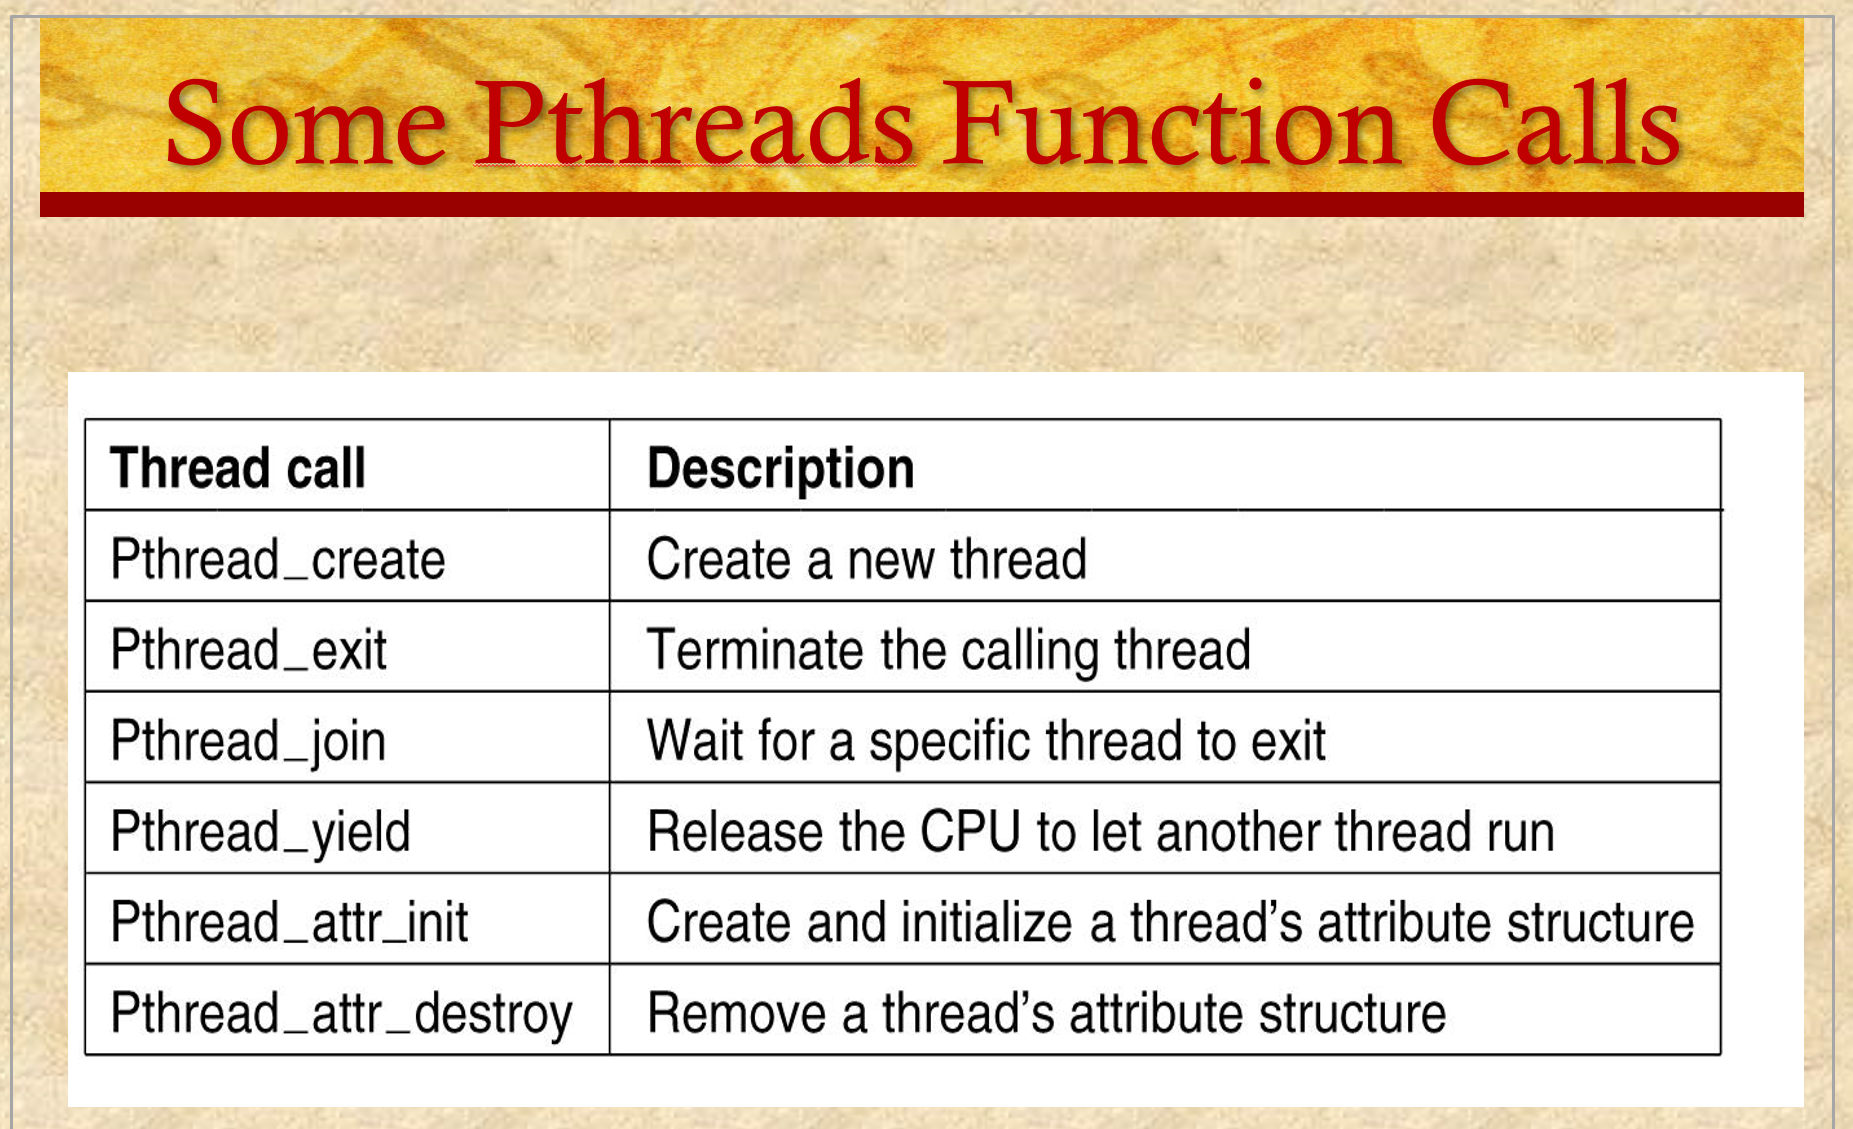 Some Pthreads Function Calls
Thread call Description
Pthread_create Create a new thread
Pthread_exit Terminate the calling thread
Pthread_join Wait for a specific thread to exit
Pthread_yield Release the CPU to let another thread run
Pthread_attr_init Create and initialize a thread’s attribute structure
Pthread_attr_destroy Remove a thread’s attribute structure